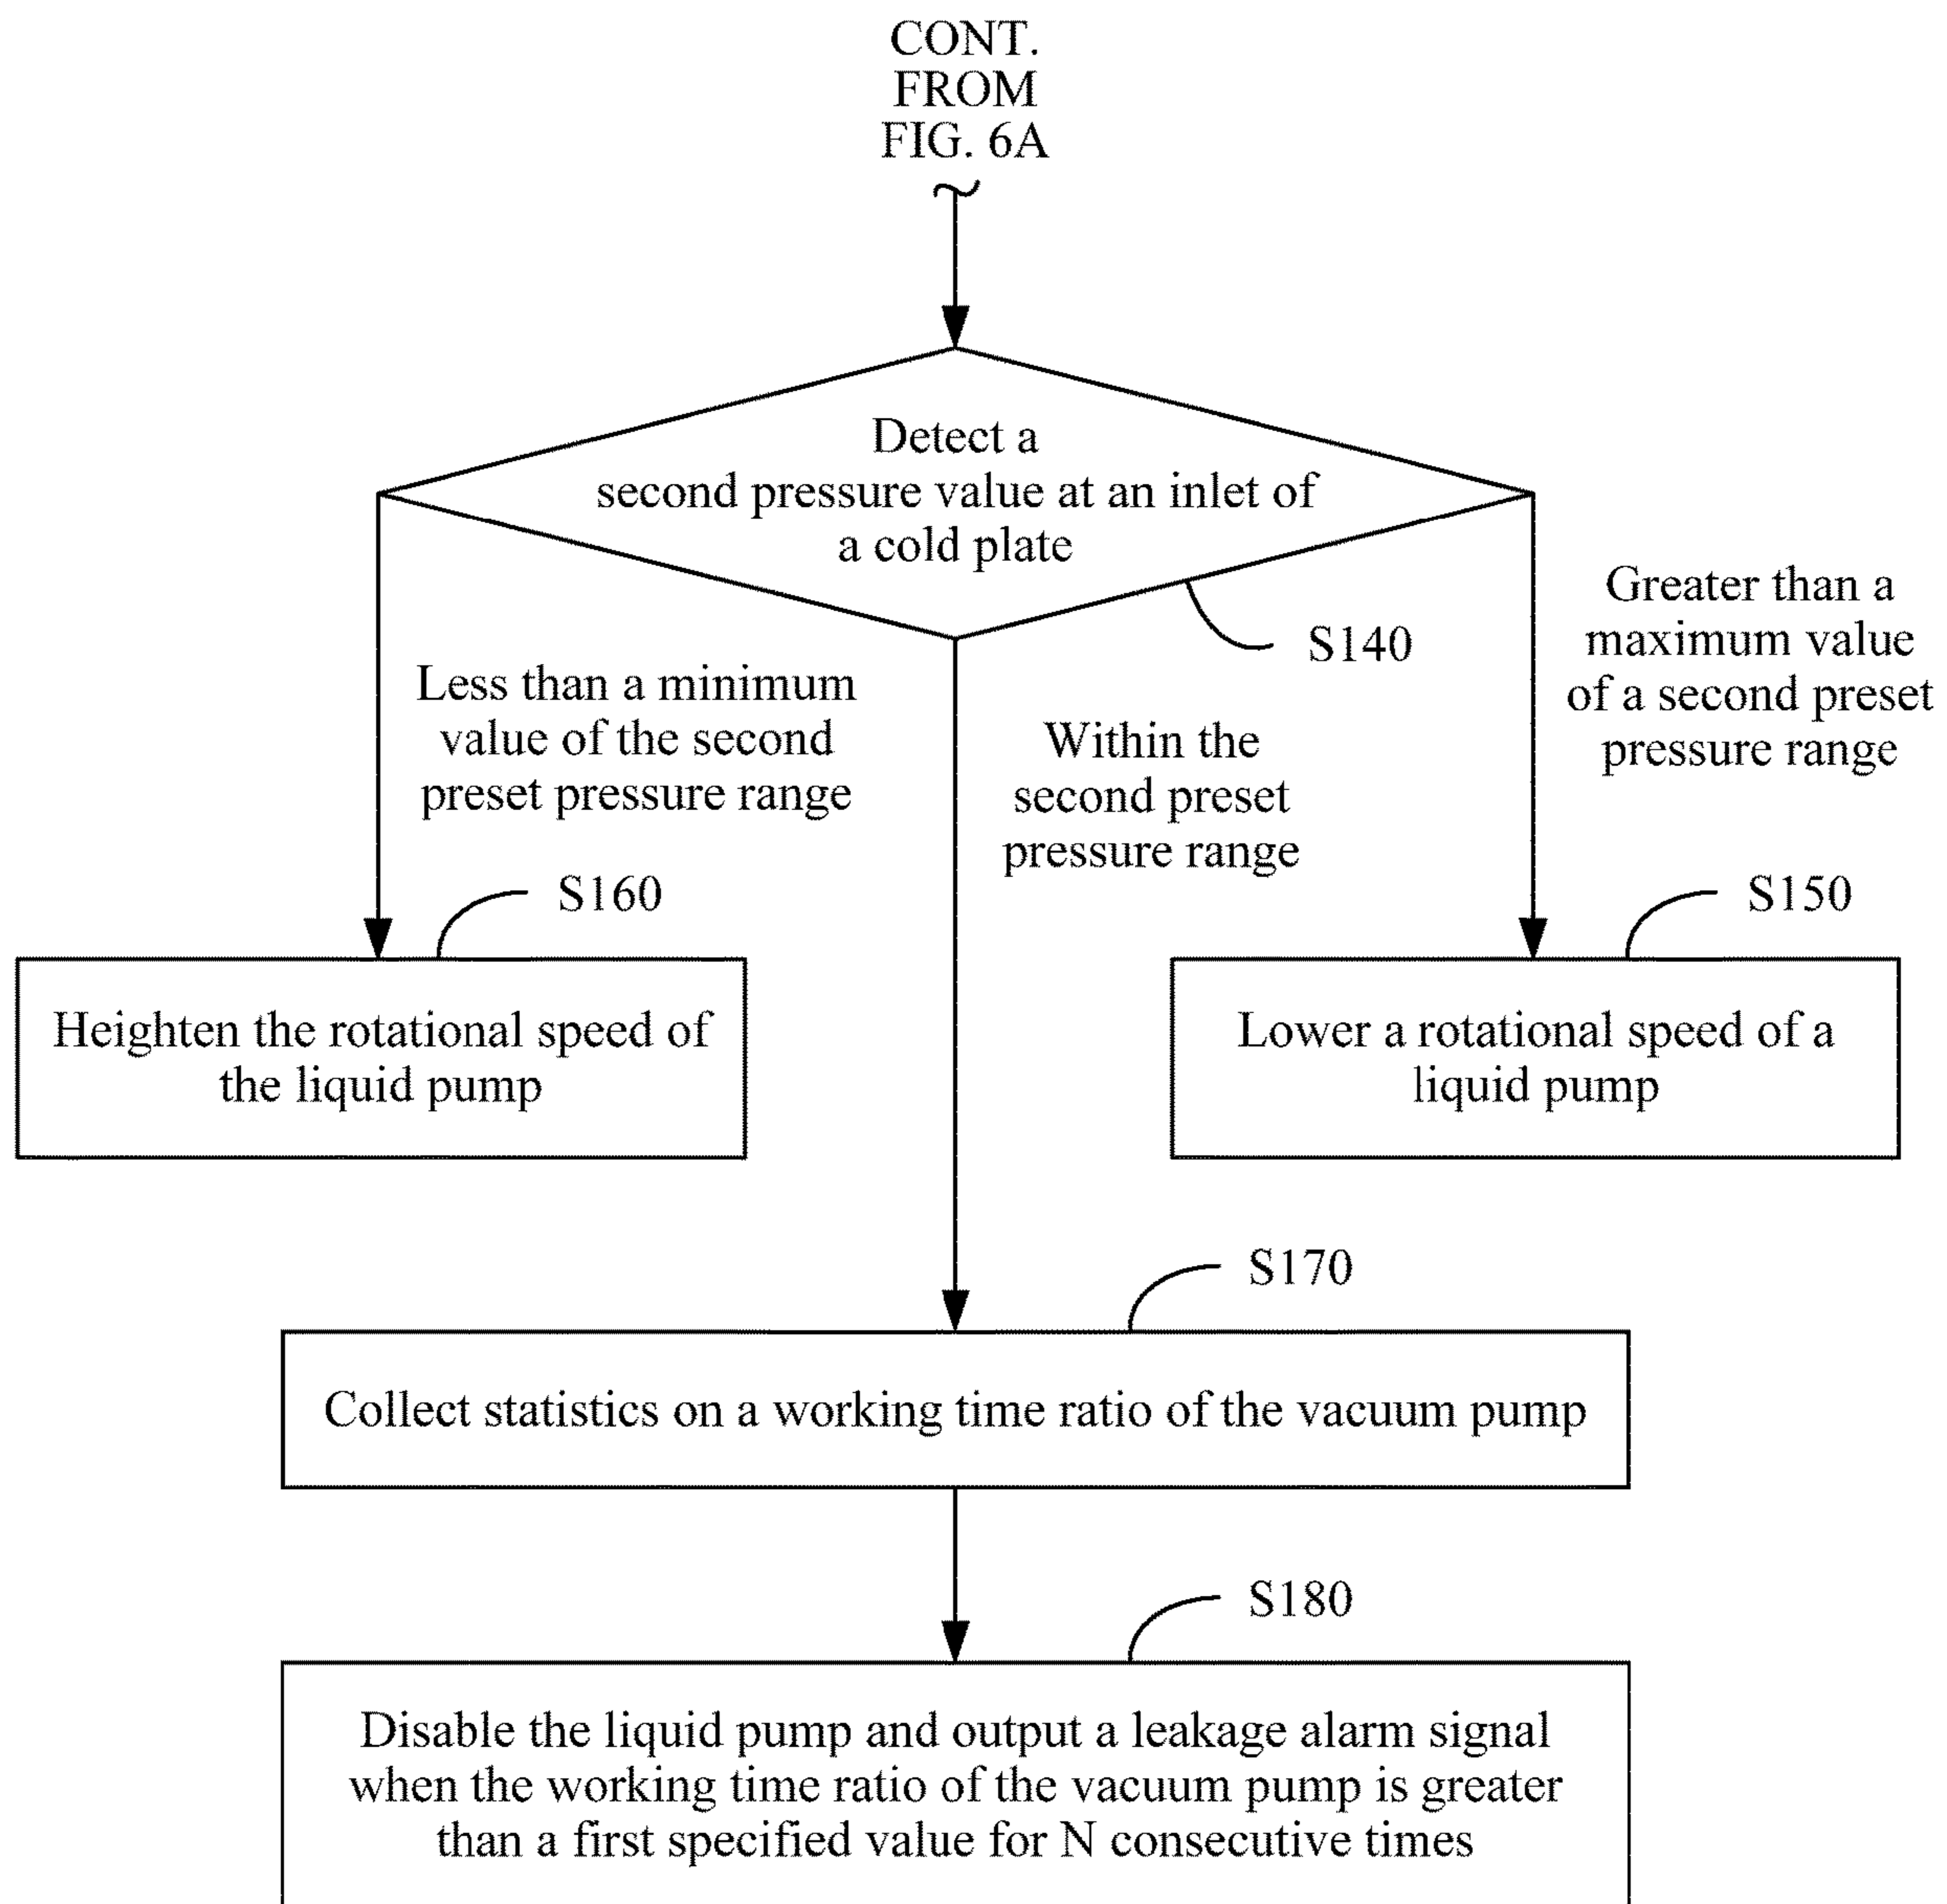 CONT.
FROM
FIG. 6A
Detect a
second pressure value at an inlet of
a cold plate
S140
Less than a minimum
value of the second
preset pressure range
Within the
second preset
pressure range
Greater than a
maximum value
of a second preset
pressure range
S160
Heighten the rotational speed of
the liquid pump
S150
Lower a rotational speed of a
liquid pump
S170
Collect statistics on a working time ratio of the vacuum pump
S180
Disable the liquid pump and output a leakage alarm signal
when the working time ratio of the vacuum pump is greater
than a first specified value for N consecutive times